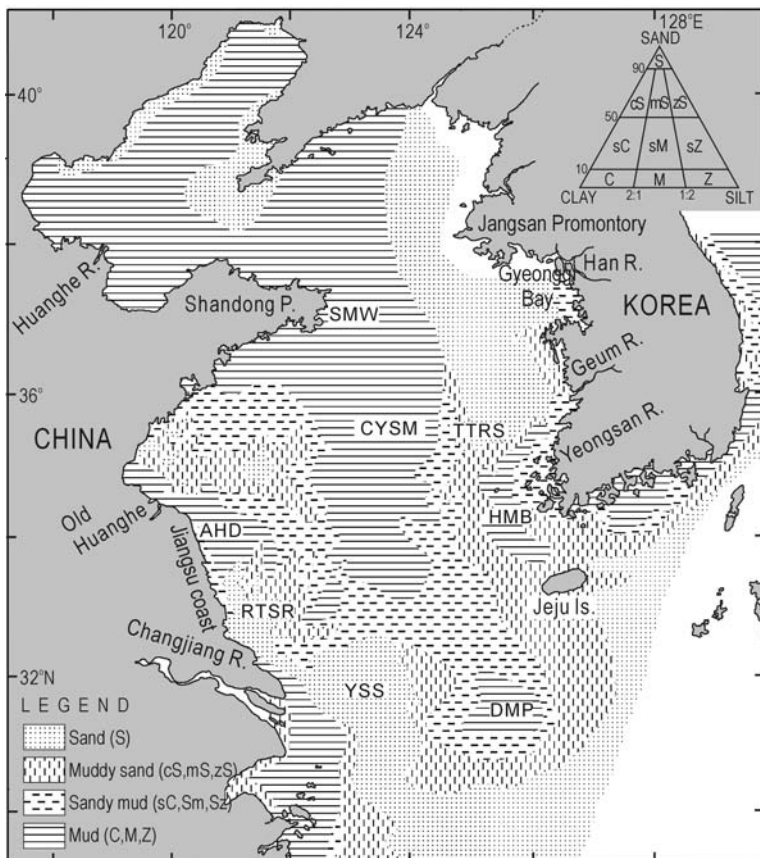 120°
124°
128°E
40°
36°
32°N
SAND
90
S
cS mS zS
50
sC sM sZ
10
C M Z
CLAY 2:1 1:2 SILT
Jangsan Promontory
Han R.
Gyeonggi
Bay
KOREA
Huanghe R.
Shandong P.
SMW
Geum R.
CHINA
CYSM
TTRS
Yeongsan R.
Old
Huanghe
AHD
HMB
Jiangsu coast
RTSR
Jeju Is.
Changjiang R.
YSS
DMP
LEGEND
Sand (S)
Muddy sand (cS,mS,zS)
Sandy mud (sC,Sm,Sz)
Mud (C,M,Z)